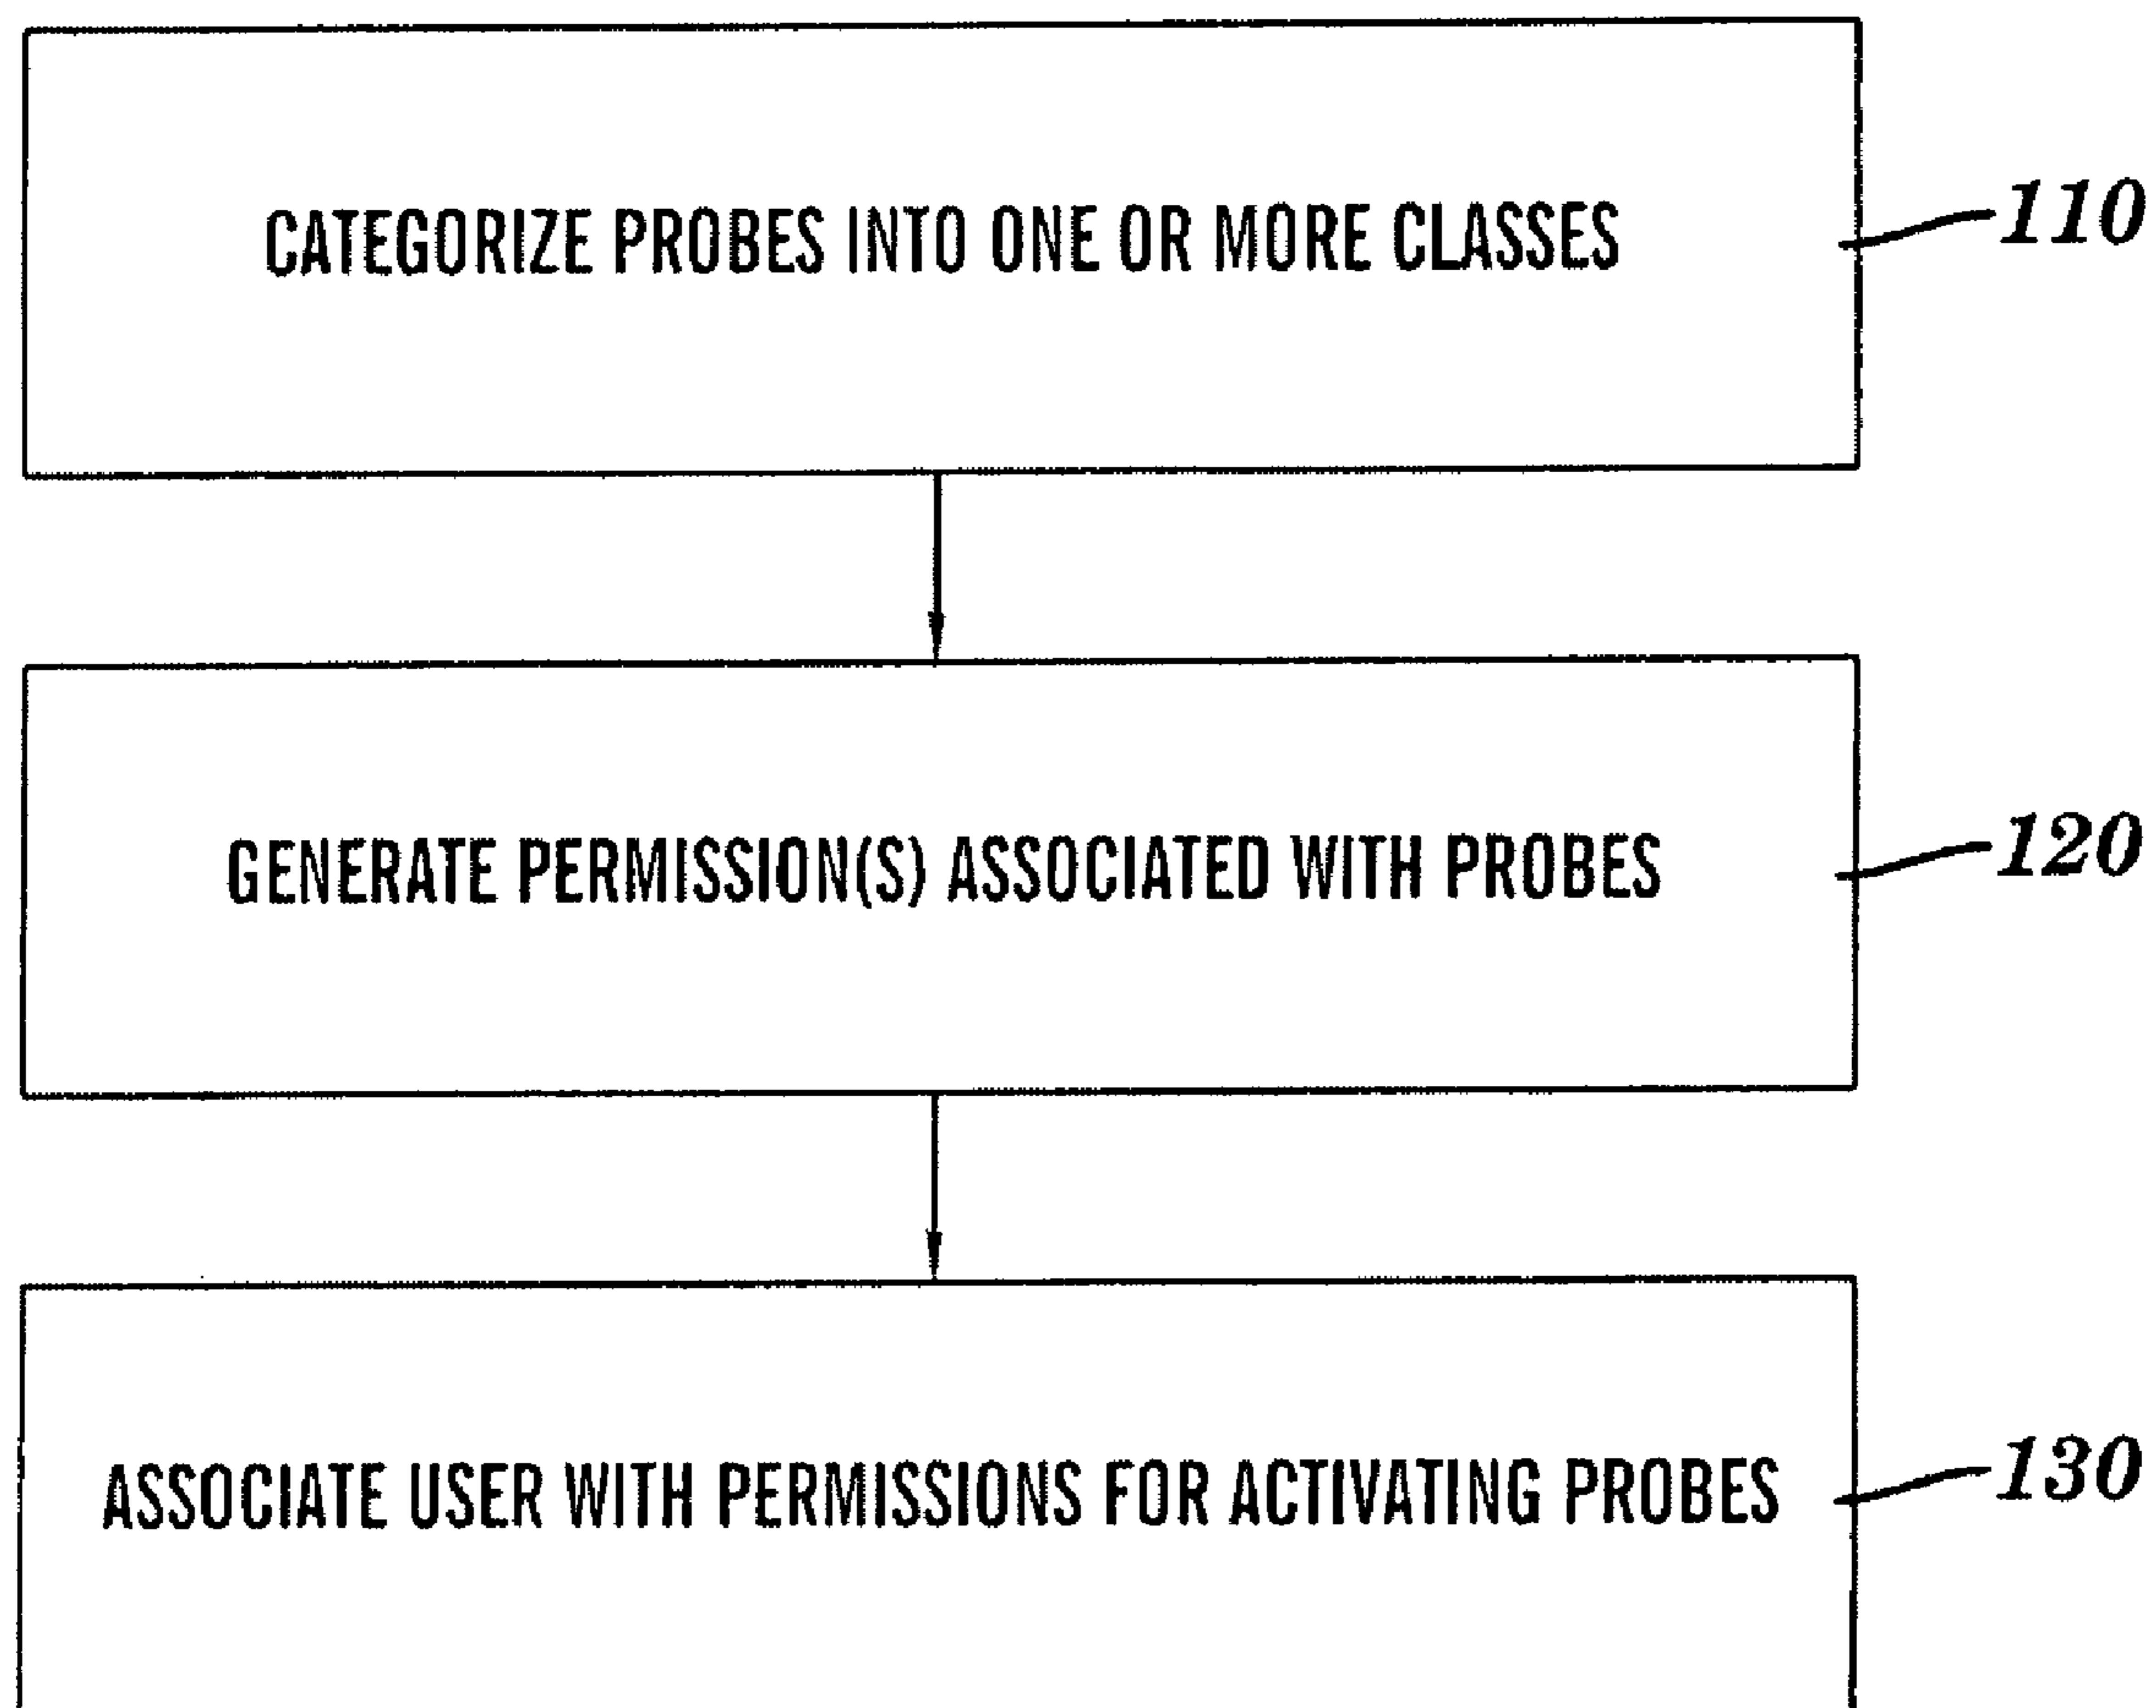 CATEGORIZE PROBES INTO ONE OR MORE CLASSES
110
GENERATE PERMISSION(S) ASSOCIATED WITH PROBES
120
ASSOCIATE USER WITH PERMISSIONS FOR ACTIVATING PROBES
130